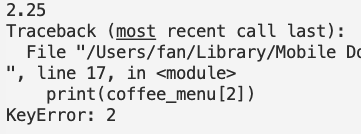 2.25
Traceback (most recent call last):
  File "/Users/fan/Library/Mobile Do
", line 17, in <module>
    print(coffee_menu[2])
KeyError: 2